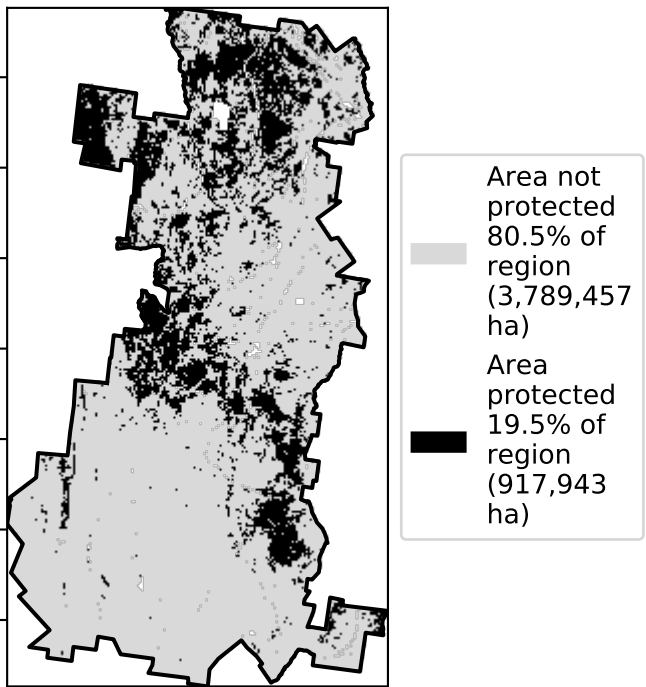 Area not
protected
80.5% of
region
(3,789,457
ha)
Area
protected
19.5% of
region
(917,943
ha)